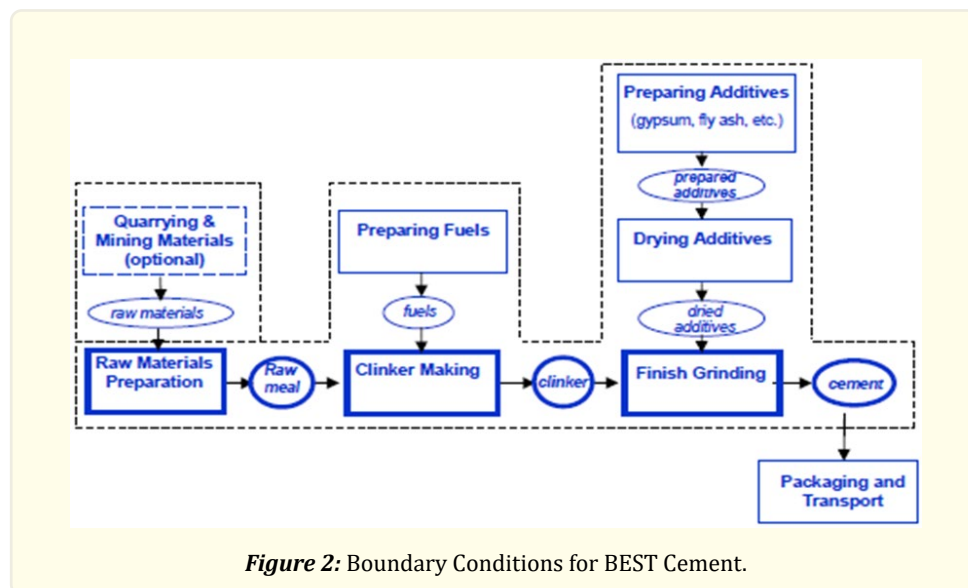 Preparing Additives
(gypsum, fly ash, etc.)
prepared
additives
Quarrying &
Mining Materials
(optional)
Preparing Fuels
Drying Additives
raw materials
fuels
dried
additives
Raw Materials
Preparation
Raw
meal
Clinker Making
clinker
Finish Grinding
cement
Packaging and
Transport
Figure 2: Boundary Conditions for BEST Cement.